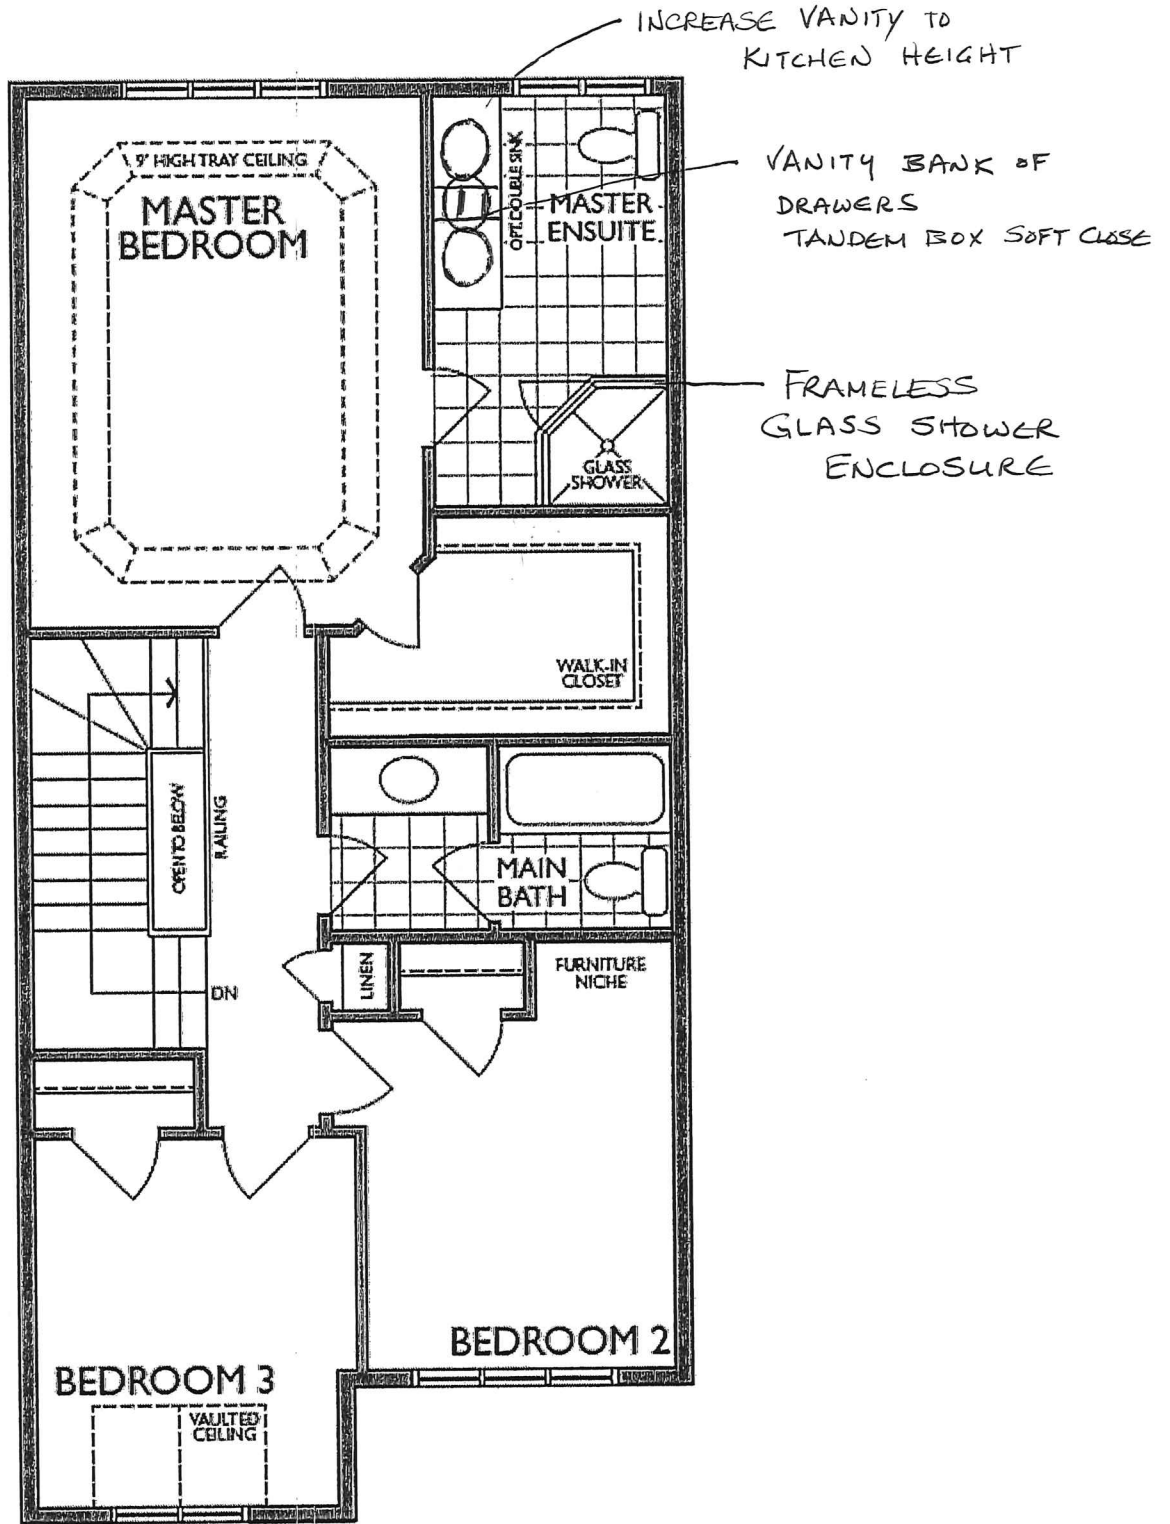 INCREASE VANITY TO
KITCHEN HEIGHT
9' HIGH TRAY CEILING
MASTER
BEDROOM
OPT. DOUBLE SINK
MASTER
ENSUITE
VANITY BANK OF
DRAWERS
TANDEM BOX SOFT CLOSE
FRAMELESS
GLASS SHOWER
ENCLOSURE
GLASS
SHOWER
WALK-IN
CLOSET
OPEN TO BELOW
RAILING
MAIN
BATH
LINEN
FURNITURE
NICHE
DN
BEDROOM 2
BEDROOM 3
VAULTED
CEILING